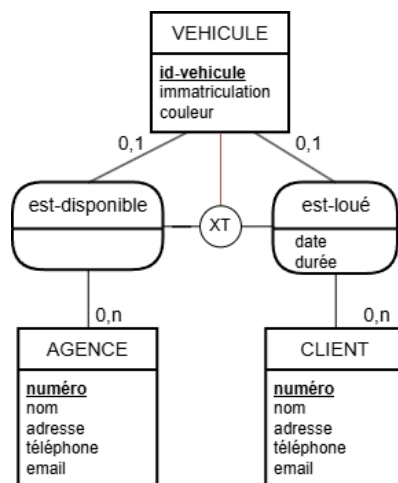 VEHICULE
id-vehicule
immatriculation
couleur
0,1
0,1
est-disponible
XT
est-loué
date
durée
0,n
0,n
AGENCE
numéro
nom
adresse
téléphone
email
CLIENT
numéro
nom
adresse
téléphone
email